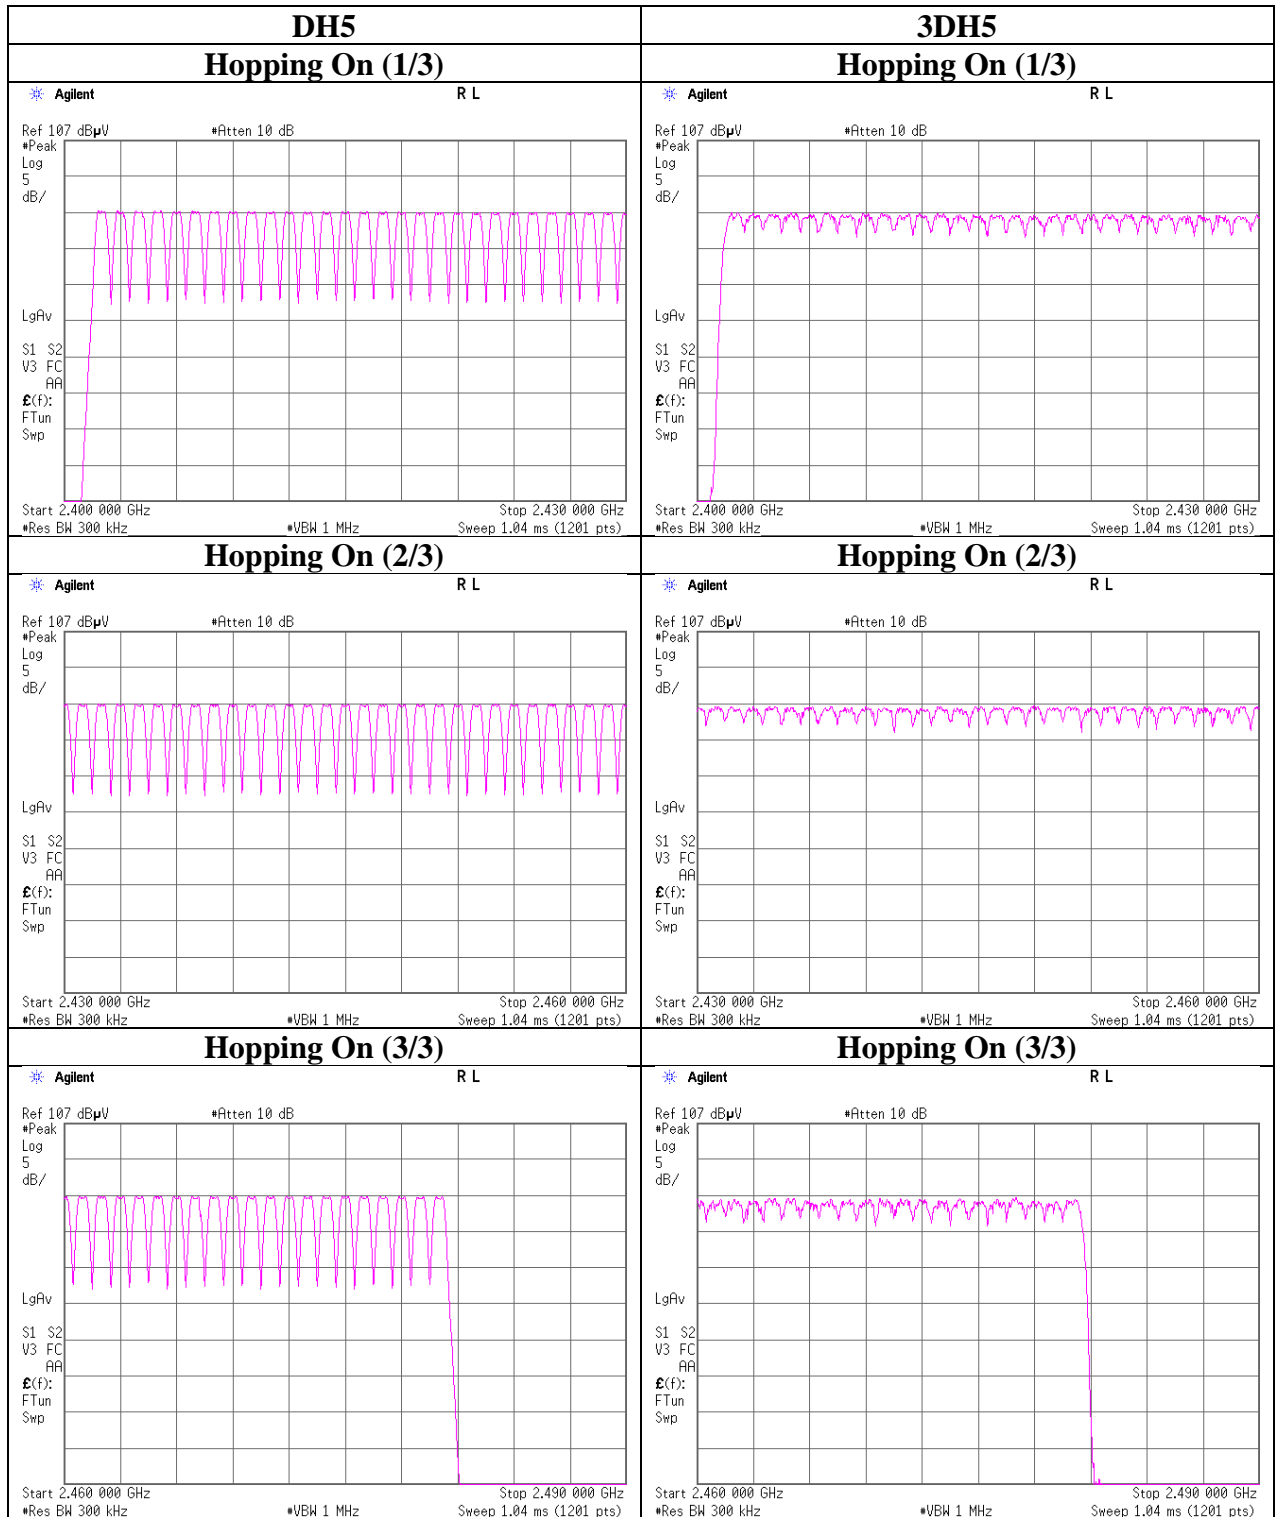 DH5 3DH5
Hopping On (1/3) Hopping On (1/3)
Agilent R L
Ref 107 dBµV #Atten 10 dB
#Peak
Log
5
dB/
LgAv
S1 S2
V3 FC
AA
£(f):
FTun
Swp
Start 2.400 000 GHz Stop 2.430 000 GHz
#Res BW 300 kHz #VBW 1 MHz Sweep 1.04 ms (1201 pts)
Agilent R L
Ref 107 dBµV #Atten 10 dB
#Peak
Log
5
dB/
LgAv
S1 S2
V3 FC
AA
£(f):
FTun
Swp
Start 2.400 000 GHz Stop 2.430 000 GHz
#Res BW 300 kHz #VBW 1 MHz Sweep 1.04 ms (1201 pts)
Hopping On (2/3) Hopping On (2/3)
Agilent R L
Ref 107 dBµV #Atten 10 dB
#Peak
Log
5
dB/
LgAv
S1 S2
V3 FC
AA
£(f):
FTun
Swp
Start 2.430 000 GHz Stop 2.460 000 GHz
#Res BW 300 kHz #VBW 1 MHz Sweep 1.04 ms (1201 pts)
Agilent R L
Ref 107 dBµV #Atten 10 dB
#Peak
Log
5
dB/
LgAv
S1 S2
V3 FC
AA
£(f):
FTun
Swp
Start 2.430 000 GHz Stop 2.460 000 GHz
#Res BW 300 kHz #VBW 1 MHz Sweep 1.04 ms (1201 pts)
Hopping On (3/3) Hopping On (3/3)
Agilent R L
Ref 107 dBµV #Atten 10 dB
#Peak
Log
5
dB/
LgAv
S1 S2
V3 FC
AA
£(f):
FTun
Swp
Start 2.460 000 GHz Stop 2.490 000 GHz
#Res BW 300 kHz #VBW 1 MHz Sweep 1.04 ms (1201 pts)
Agilent R L
Ref 107 dBµV #Atten 10 dB
#Peak
Log
5
dB/
LgAv
S1 S2
V3 FC
AA
£(f):
FTun
Swp
Start 2.460 000 GHz Stop 2.490 000 GHz
#Res BW 300 kHz #VBW 1 MHz Sweep 1.04 ms (1201 pts)